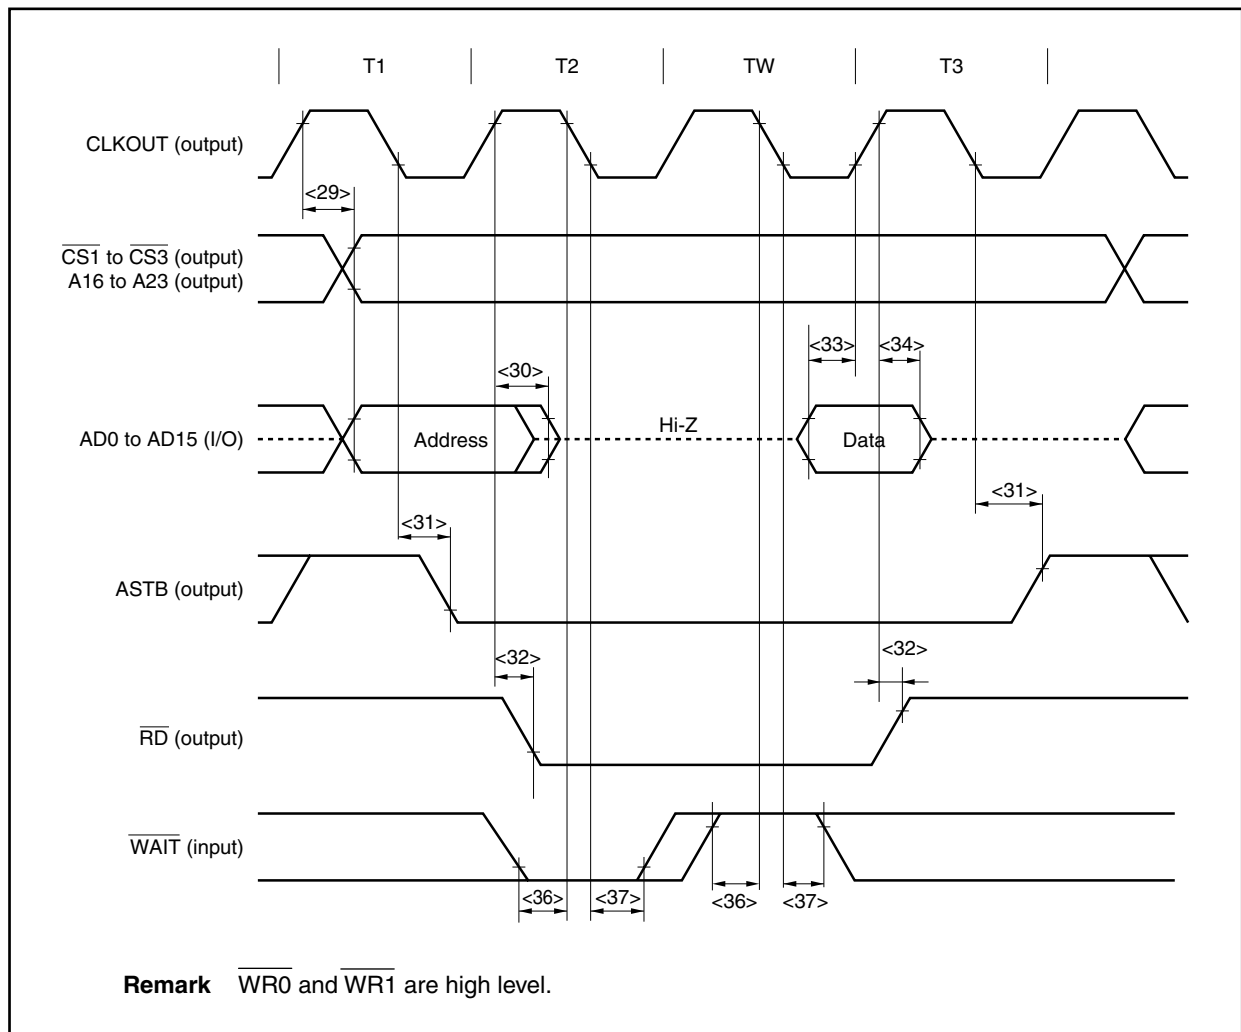 T1 T2 TW T3
CLKOUT (output)
<29>
CS1 to CS3 (output)
A16 to A23 (output)
<33> <34>
<30>
AD0 to AD15 (I/O) Address Hi-Z Data
<31>
<31>
ASTB (output)
<32>
<32>
RD (output)
WAIT (input)
<36> <37> <36> <37>
Remark WR0 and WR1 are high level.